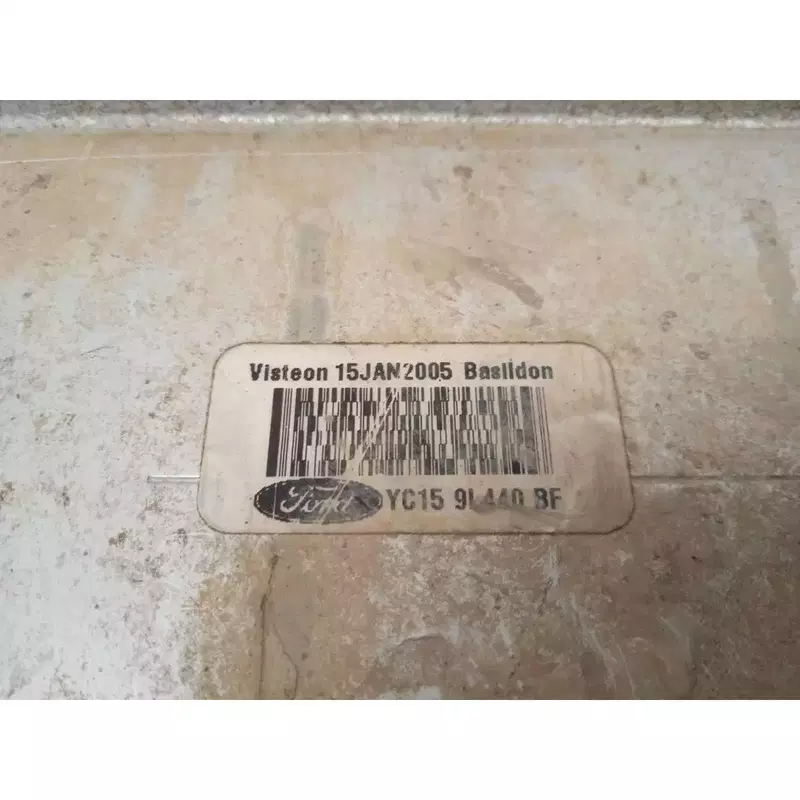 Visteon 15JAN2005 Basildon
Ford YC15 9L440 BF